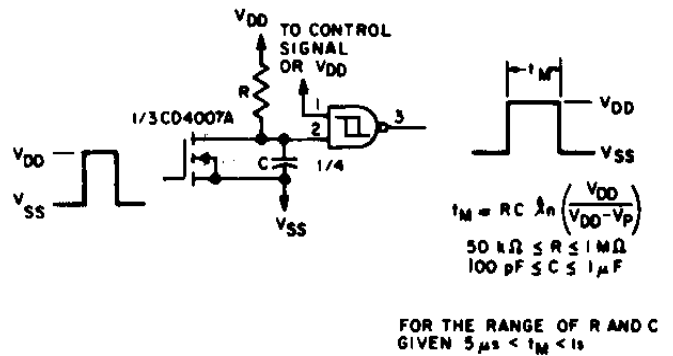 VDD
TO CONTROL
SIGNAL
OR VDD
R
1
1/3 CD4007A
2
3
C
1/4
VDD
VSS
VSS
tM
VDD
VSS
tM = RC ln (VDD / VDD-VP)
50 kΩ ≤ R ≤ 1 MΩ
100 pF ≤ C ≤ 1 µF
FOR THE RANGE OF R AND C
GIVEN 5 µs < tM < 1s